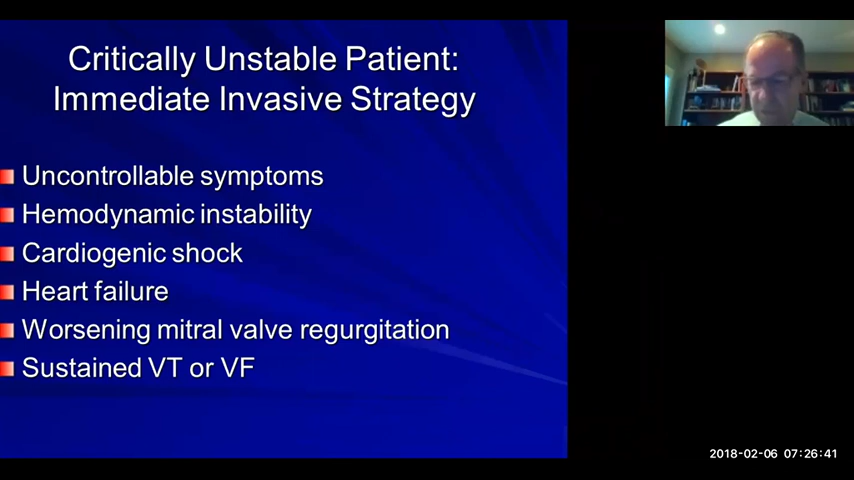 Critically Unstable Patient:
Immediate Invasive Strategy
Uncontrollable symptoms
Hemodynamic instability
Cardiogenic shock
Heart failure
Worsening mitral valve regurgitation
Sustained VT or VF
2018-02-06 07:26:41